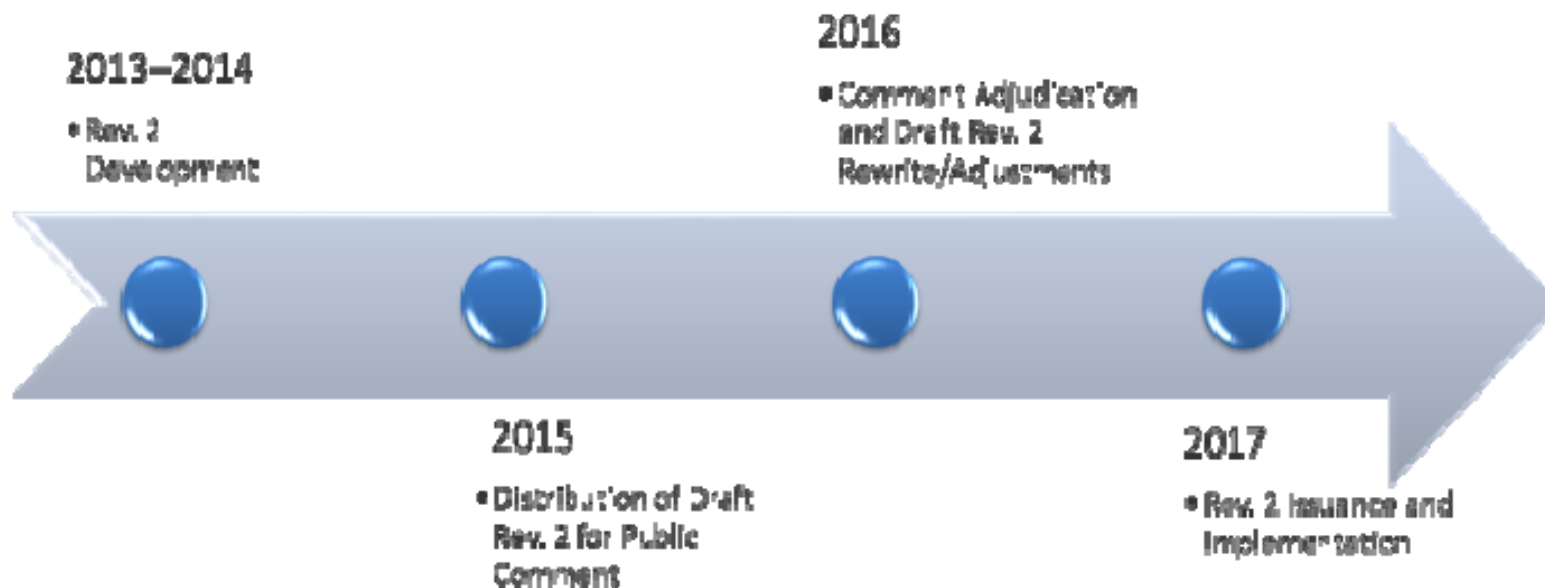 2013–2014
• Rev. 2
Development
2015
• Distribution of Draft
Rev. 2 for Public
Comment
2016
• Comment Adjudication
and Draft Rev. 2
Rewrite/Adjustments
2017
• Rev. 2 Issuance and
Implementation